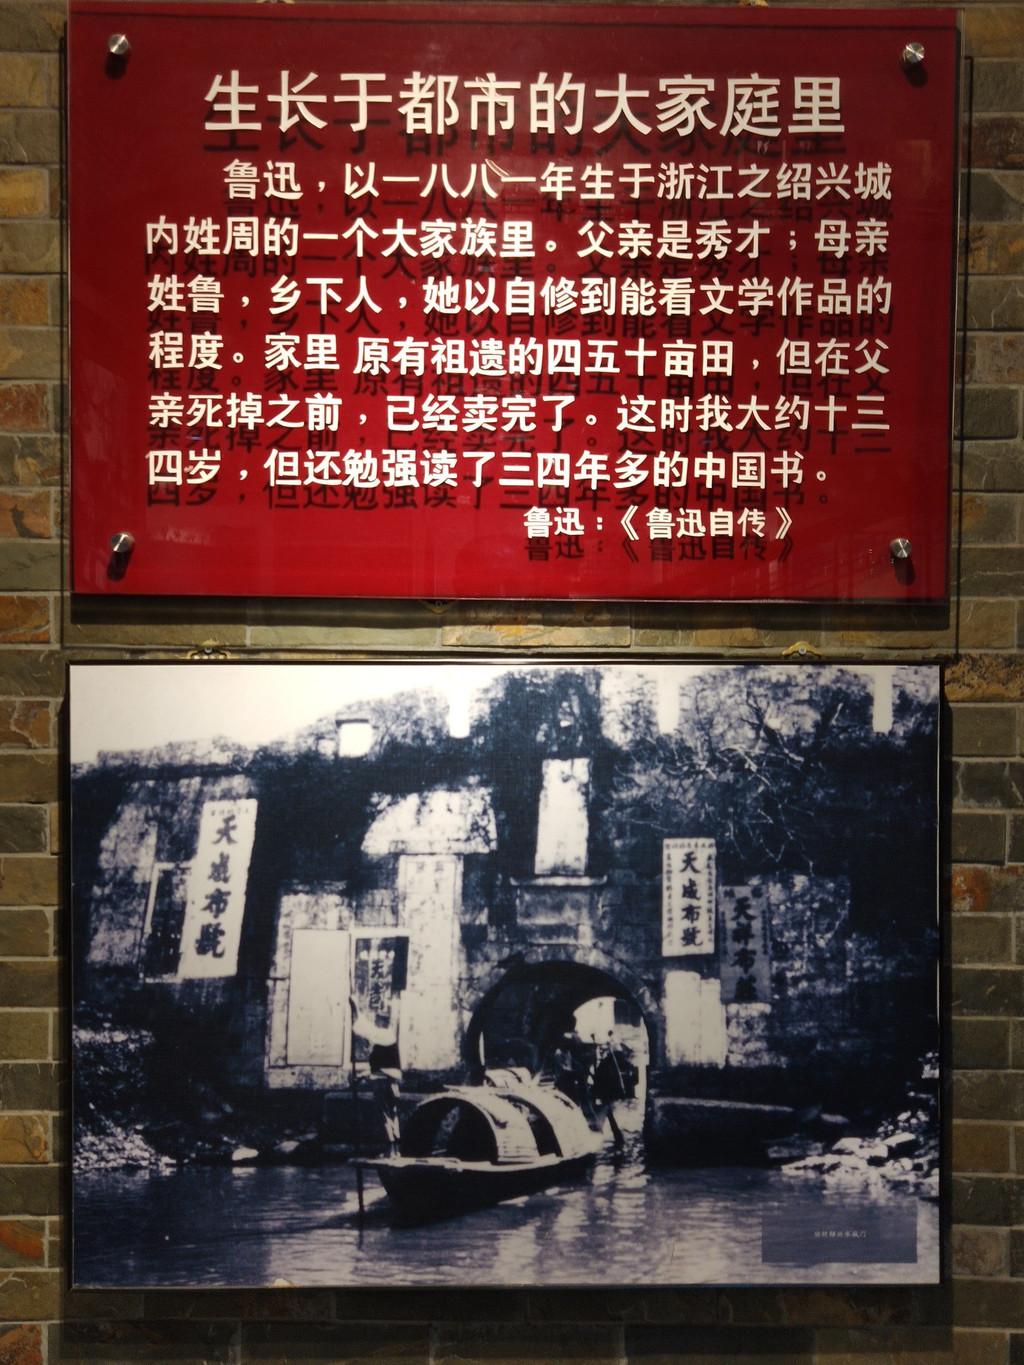 生长于都市的大家庭里
鲁迅，以一八八一年生于浙江之绍兴城
内姓周的一个大家族里。父亲是秀才；母亲
姓鲁，乡下人，她以自修到能看文学作品的
程度。家里原有祖遗的四五十亩田，但在父
亲死掉之前，已经卖完了。这时我大约十三
四岁，但还勉强读了三四年多的中国书。
鲁迅：《鲁迅自传》
天成布號
天成布號
天祥布